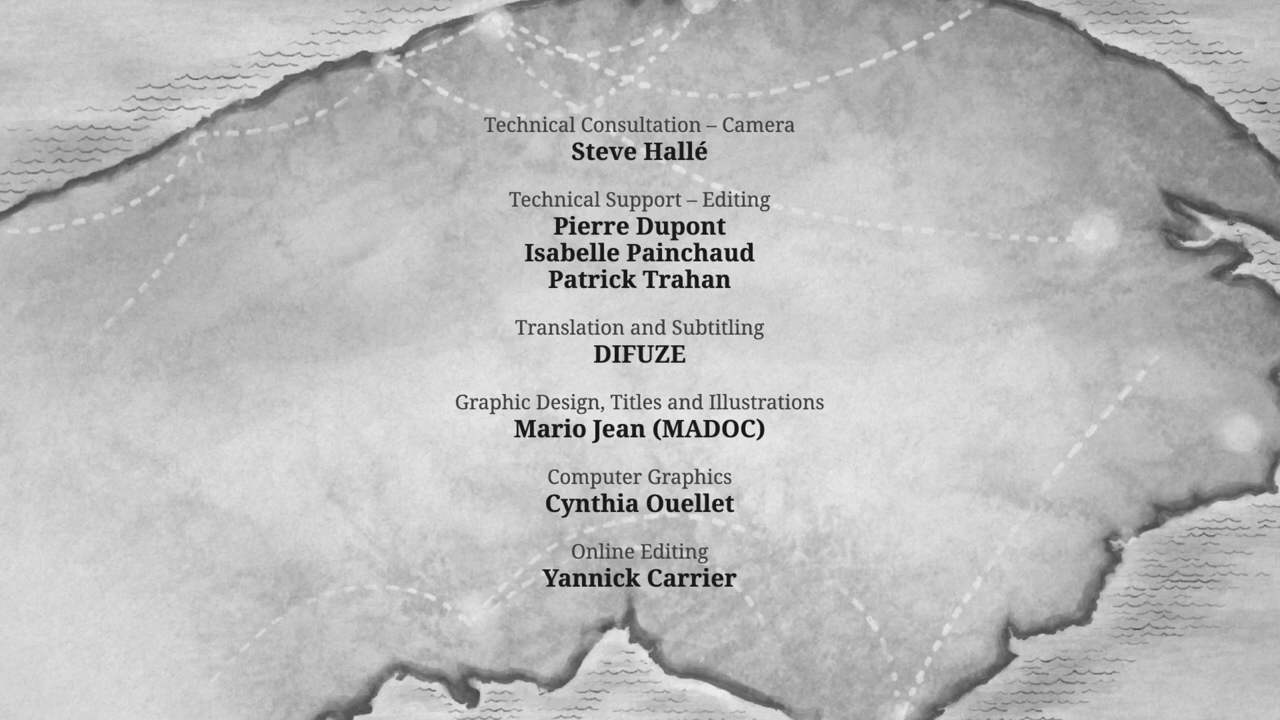 Technical Consultation – Camera
Steve Hallé
Technical Support – Editing
Pierre Dupont
Isabelle Painchaud
Patrick Trahan
Translation and Subtitling
DIFUZE
Graphic Design, Titles and Illustrations
Mario Jean (MADOC)
Computer Graphics
Cynthia Ouellet
Online Editing
Yannick Carrier